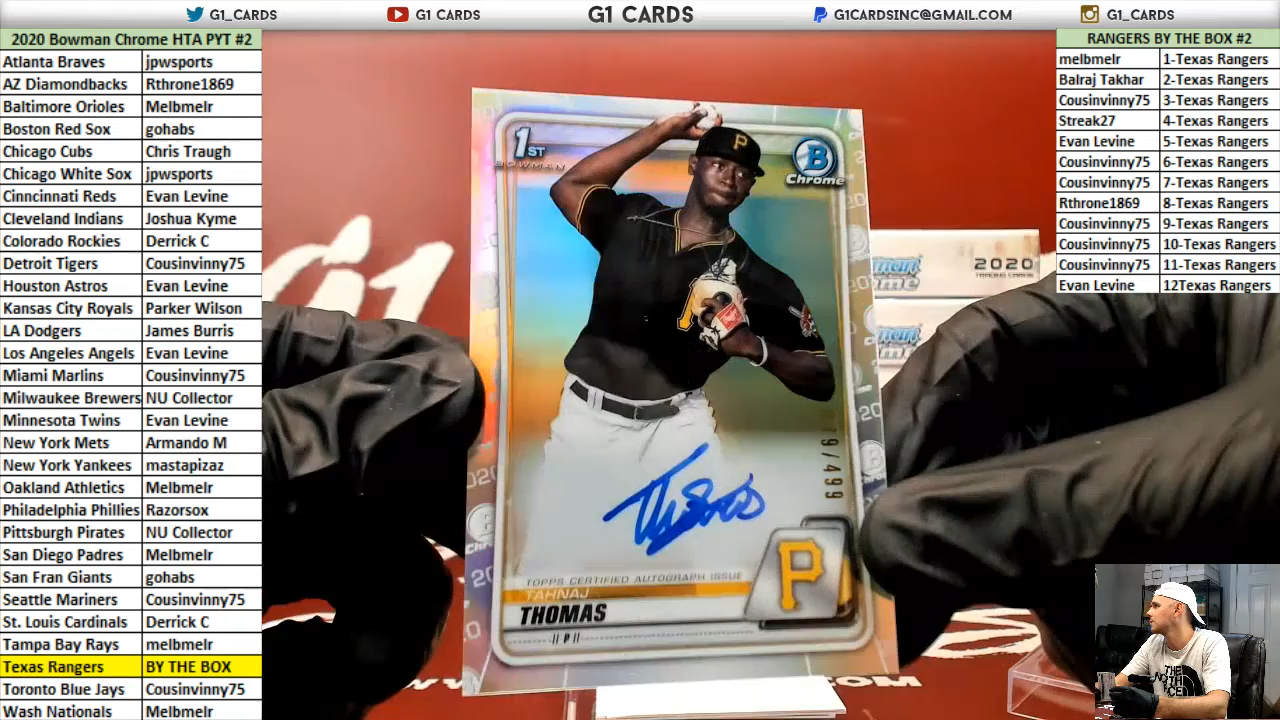 G1_CARDS
G1 CARDS
G1 CARDS
G1CARDSINC@GMAIL.COM
G1_CARDS
2020 Bowman Chrome HTA PYT #2
Atlanta Braves jpwsports
AZ Diamondbacks Rthrone1869
Baltimore Orioles Melbmelr
Boston Red Sox gohabs
Chicago Cubs Chris Traugh
Chicago White Sox jpwsports
Cinncinnati Reds Evan Levine
Cleveland Indians Joshua Kyme
Colorado Rockies Derrick C
Detroit Tigers Cousinvinny75
Houston Astros Evan Levine
Kansas City Royals Parker Wilson
LA Dodgers James Burris
Los Angeles Angels Evan Levine
Miami Marlins Cousinvinny75
Milwaukee Brewers NU Collector
Minnesota Twins Evan Levine
New York Mets Armando M
New York Yankees mastapizaz
Oakland Athletics Melbmelr
Philadelphia Phillies Razorsox
Pittsburgh Pirates NU Collector
San Diego Padres Melbmelr
San Fran Giants gohabs
Seattle Mariners Cousinvinny75
St. Louis Cardinals Derrick C
Tampa Bay Rays melbmelr
Texas Rangers BY THE BOX
Toronto Blue Jays Cousinvinny75
Wash Nationals Melbmelr
RANGERS BY THE BOX #2
melbmelr 1-Texas Rangers
Balraj Takhar 2-Texas Rangers
Cousinvinny75 3-Texas Rangers
Streak27 4-Texas Rangers
Evan Levine 5-Texas Rangers
Cousinvinny75 6-Texas Rangers
Cousinvinny75 7-Texas Rangers
Rthrone1869 8-Texas Rangers
Cousinvinny75 9-Texas Rangers
Cousinvinny75 10-Texas Rangers
Cousinvinny75 11-Texas Rangers
Evan Levine 12Texas Rangers
1ST
BOWMAN
B
Chrome
P
TOPPS CERTIFIED AUTOGRAPH ISSUE
TAHNAJ
THOMAS
P
P
G1
2020
TRADING CARDS
.COM
THE
NORTH
FACE